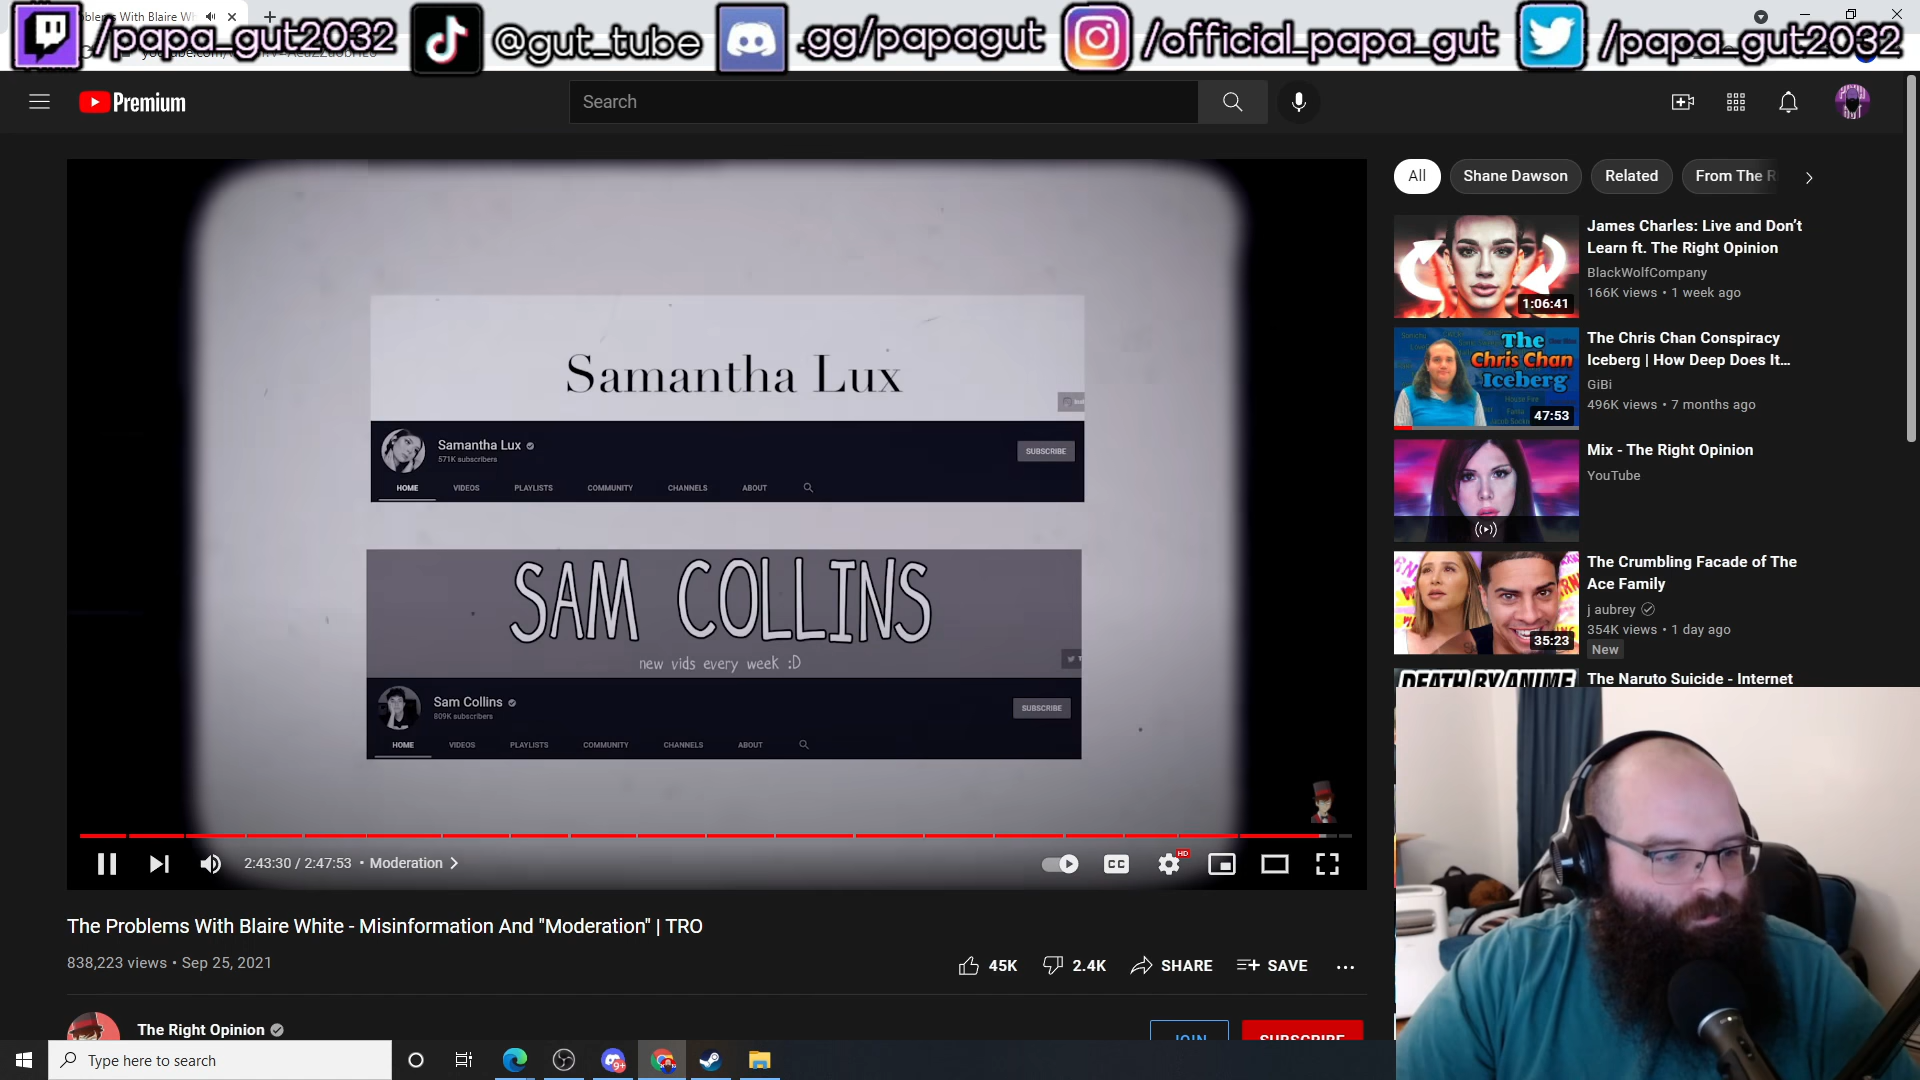 /papa_gut2032 @gut_tube .gg/papagut /official_papa_gut /papa_gut2032
Premium
Search
All Shane Dawson Related From The R
Samantha Lux
Samantha Lux
571K subscribers
SUBSCRIBE
HOME VIDEOS PLAYLISTS COMMUNITY CHANNELS ABOUT
SAM COLLINS
new vids every week :D
Sam Collins
809K subscribers
SUBSCRIBE
HOME VIDEOS PLAYLISTS COMMUNITY CHANNELS ABOUT
2:43:30 / 2:47:53 • Moderation
CC
HD
The Problems With Blaire White - Misinformation And "Moderation" | TRO
838,223 views • Sep 25, 2021
45K 2.4K SHARE SAVE
The Right Opinion
JOIN SUBSCRIBE
James Charles: Live and Don’t
Learn ft. The Right Opinion
BlackWolfCompany
166K views • 1 week ago
1:06:41
The Chris Chan Conspiracy
Iceberg | How Deep Does It...
GiBi
496K views • 7 months ago
The
Chris Chan
Iceberg
47:53
Mix - The Right Opinion
YouTube
The Crumbling Facade of The
Ace Family
j aubrey
354K views • 1 day ago
New
35:23
DEATH BY ANIME
The Naruto Suicide - Internet
Type here to search
9+